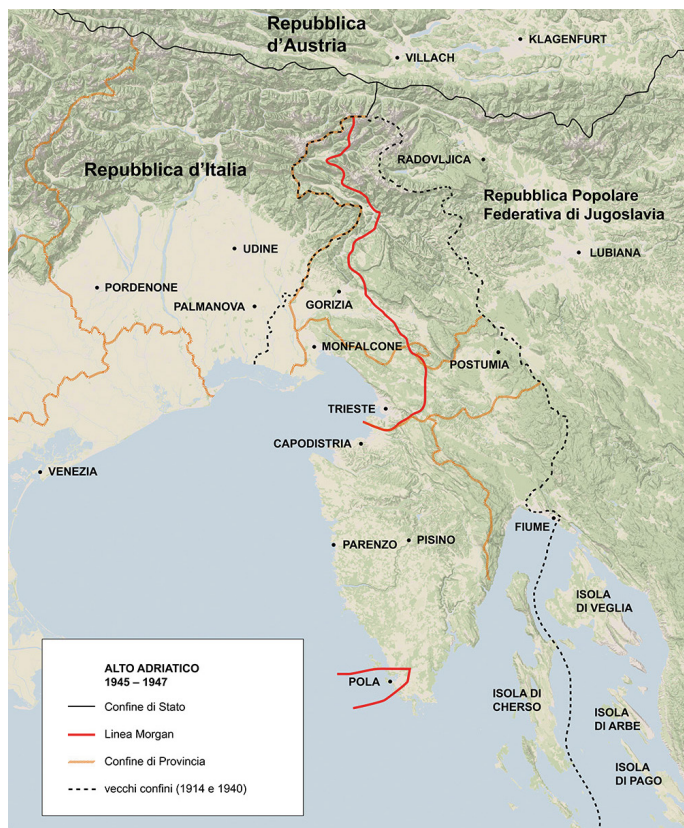 Repubblica
d'Austria
KLAGENFURT
VILLACH
RADOVLJICA
Repubblica d'Italia
Repubblica Popolare
Federativa di Jugoslavia
UDINE
LUBIANA
PORDENONE
PALMANOVA
GORIZIA
MONFALCONE
POSTUMIA
TRIESTE
CAPODISTRIA
VENEZIA
FIUME
PARENZO
PISINO
ISOLA
DI VEGLIA
POLA
ISOLA DI
CHERSO
ISOLA
DI ARBE
ISOLA
DI PAGO
ALTO ADRIATICO
1945 – 1947
Confine di Stato
Linea Morgan
Confine di Provincia
vecchi confini (1914 e 1940)